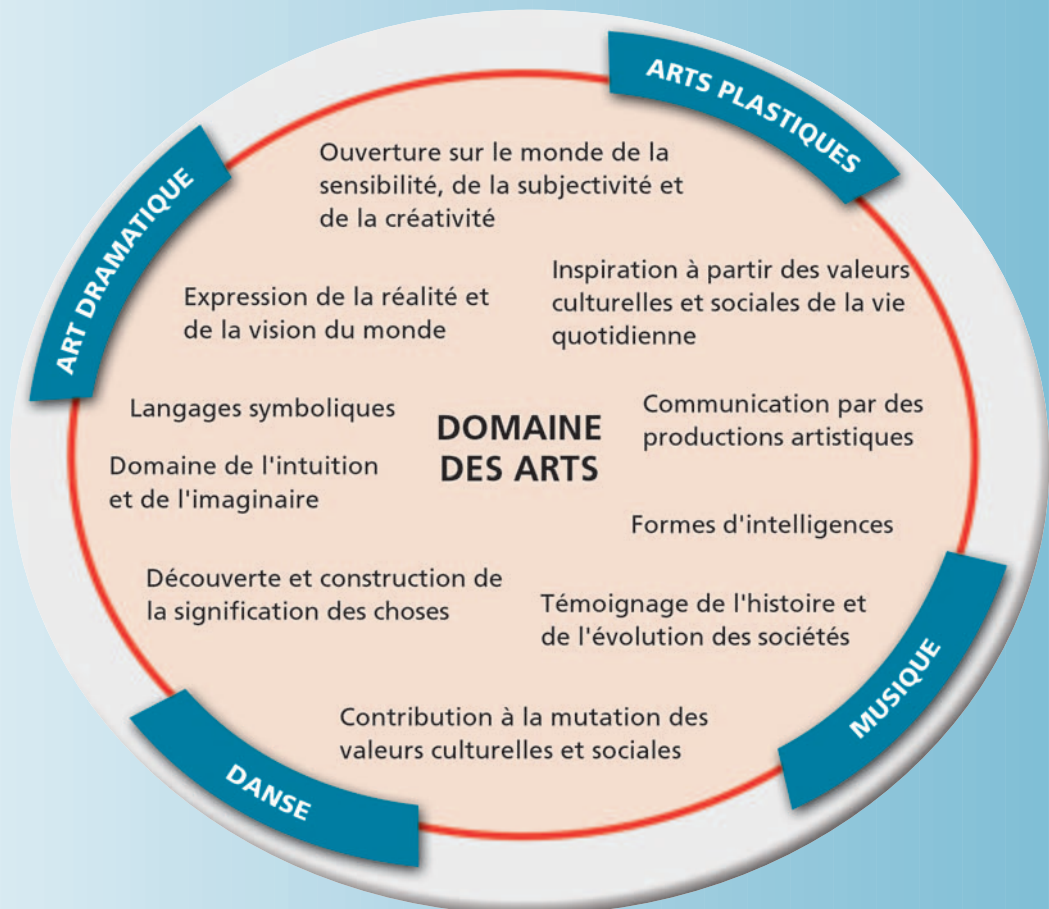 ARTS PLASTIQUES
ART DRAMATIQUE
Ouverture sur le monde de la
sensibilité, de la subjectivité et
de la créativité
Inspiration à partir des valeurs
culturelles et sociales de la vie
quotidienne
Expression de la réalité et
de la vision du monde
Langages symboliques
DOMAINE
DES ARTS
Communication par des
productions artistiques
Domaine de l'intuition
et de l'imaginaire
Formes d'intelligences
Découverte et construction de
la signification des choses
Témoignage de l'histoire et
de l'évolution des sociétés
Contribution à la mutation des
valeurs culturelles et sociales
MUSIQUE
DANSE